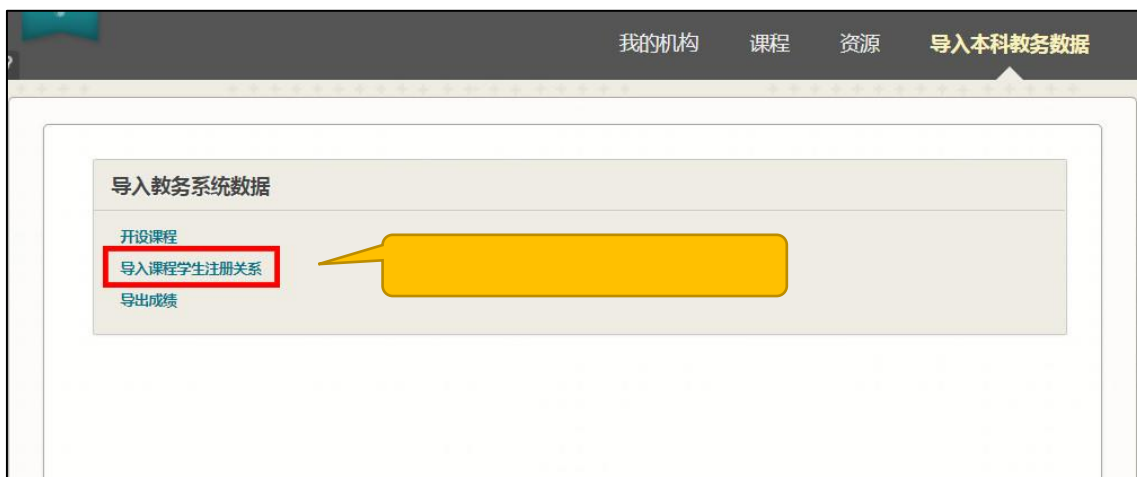 我的机构 课程 资源 导入本科教务数据
导入教务系统数据
开设课程
导入课程学生注册关系
导出成绩